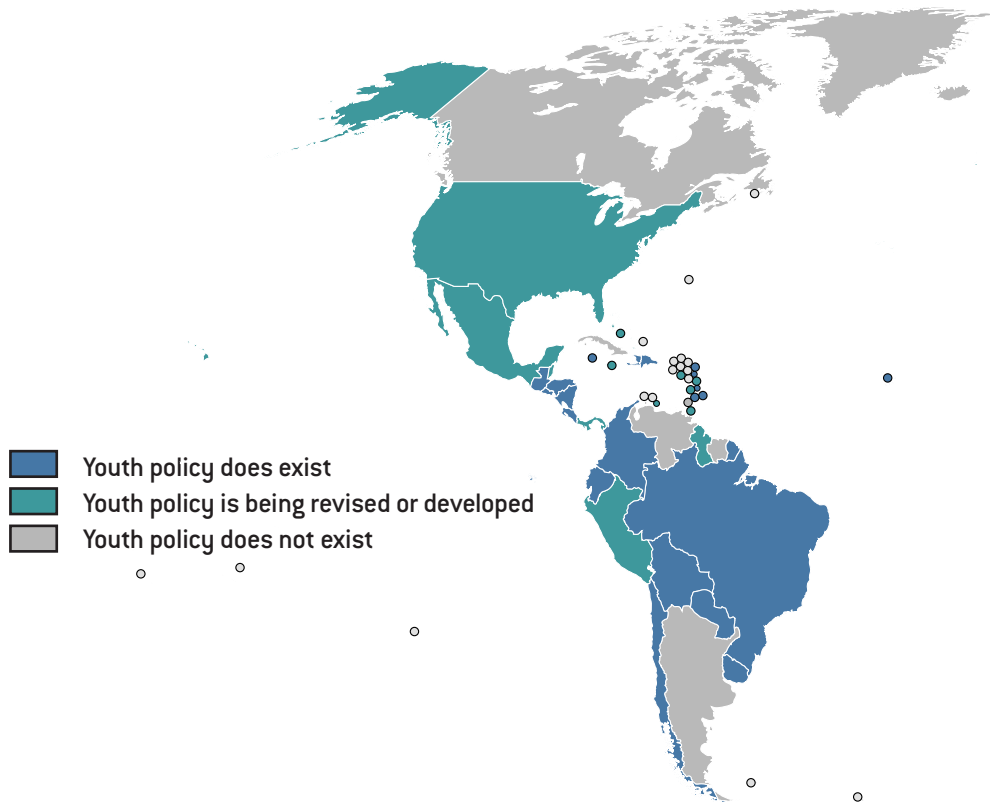 Youth policy does exist
Youth policy is being revised or developed
Youth policy does not exist